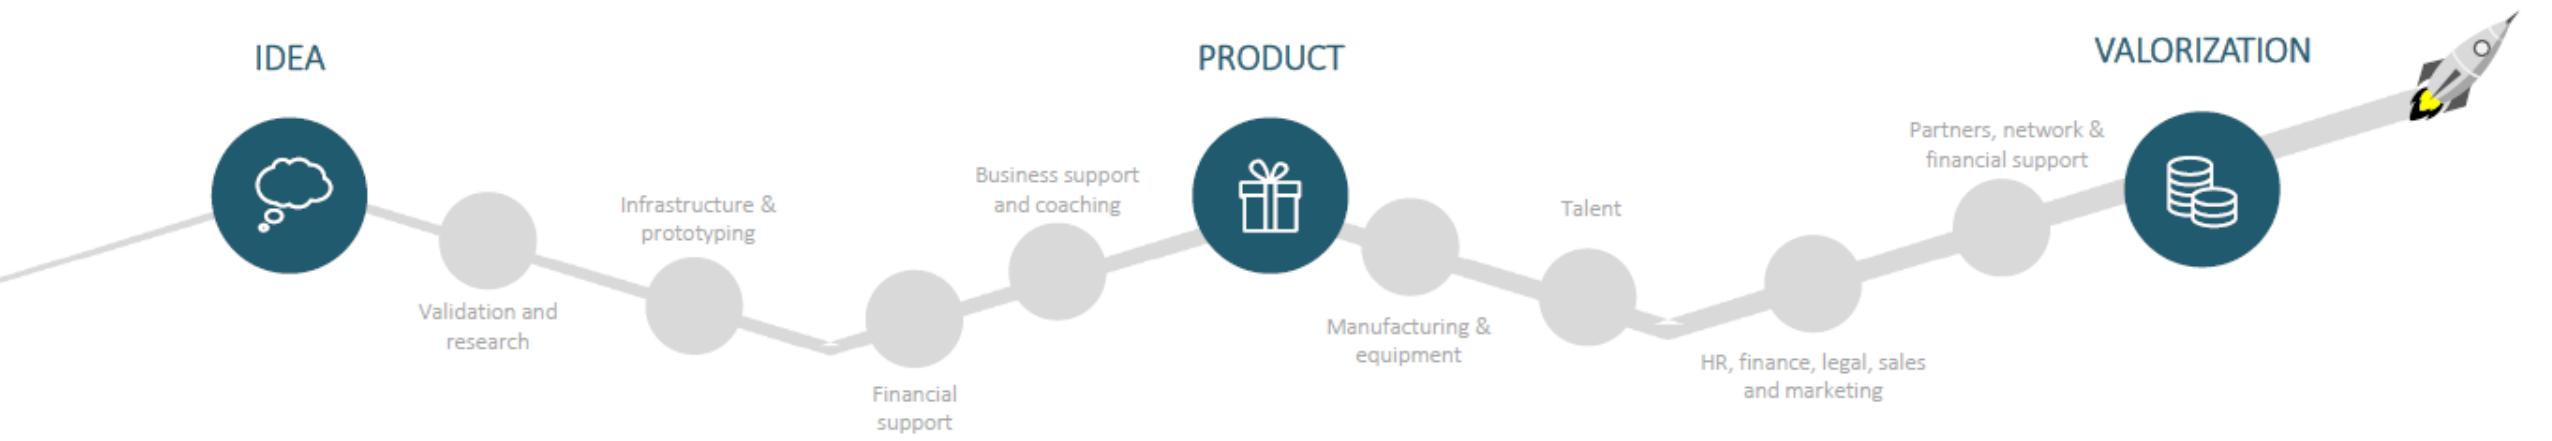 IDEA
Validation and
research
Infrastructure &
prototyping
Financial
support
Business support
and coaching
PRODUCT
Manufacturing &
equipment
Talent
HR, finance, legal, sales
and marketing
Partners, network &
financial support
VALORIZATION